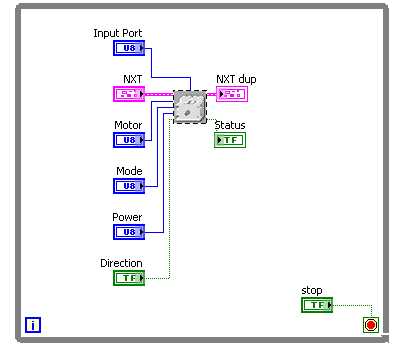 Input Port
U8
NXT
NXT dup
Motor
U8
Status
TF
Mode
U8
Power
U8
Direction
TF
stop
TF
i